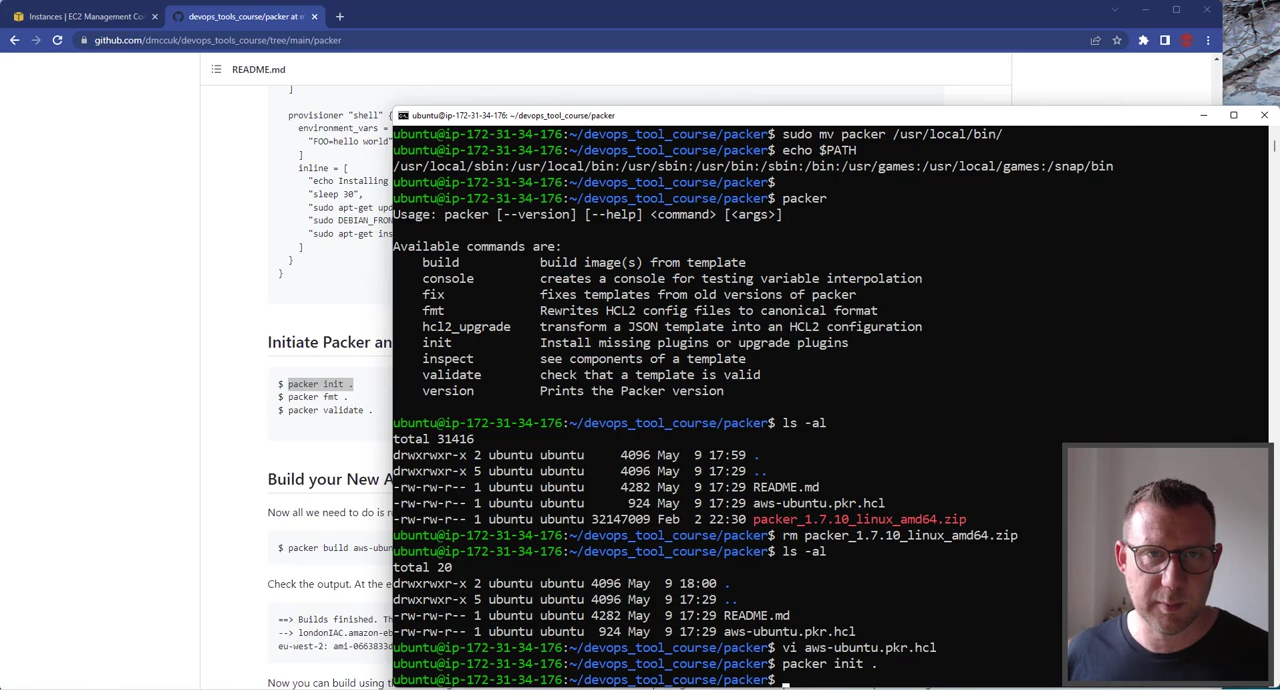 Instances | EC2 Management Co
devops_tools_course/packer at m
github.com/dmccuk/devops_tools_course/tree/main/packer
README.md
]
provisioner "shell" {
environment_vars =
"FOO=hello world"
]
inline = [
"echo Installing
"sleep 30",
"sudo apt-get upd
"sudo DEBIAN_FRON
"sudo apt-get ins
]
}
}
Initiate Packer an
$ packer init .
$ packer fmt .
$ packer validate .
Build your New A
Now all we need to do is r
$ packer build aws-ubun
Check the output. At the e
==> Builds finished. Th
--> londonIAC.amazon-eb
eu-west-2: ami-0663833d
Now you can build using t
ubuntu@ip-172-31-34-176: ~/devops_tool_course/packer
ubuntu@ip-172-31-34-176:~/devops_tool_course/packer$ sudo mv packer /usr/local/bin/
ubuntu@ip-172-31-34-176:~/devops_tool_course/packer$ echo $PATH
/usr/local/sbin:/usr/local/bin:/usr/sbin:/usr/bin:/sbin:/bin:/usr/games:/usr/local/games:/snap/bin
ubuntu@ip-172-31-34-176:~/devops_tool_course/packer$
ubuntu@ip-172-31-34-176:~/devops_tool_course/packer$ packer
Usage: packer [--version] [--help] <command> [<args>]
Available commands are:
build build image(s) from template
console creates a console for testing variable interpolation
fix fixes templates from old versions of packer
fmt Rewrites HCL2 config files to canonical format
hcl2_upgrade transform a JSON template into an HCL2 configuration
init Install missing plugins or upgrade plugins
inspect see components of a template
validate check that a template is valid
version Prints the Packer version
ubuntu@ip-172-31-34-176:~/devops_tool_course/packer$ ls -al
total 31416
drwxrwxr-x 2 ubuntu ubuntu 4096 May 9 17:59 .
drwxrwxr-x 5 ubuntu ubuntu 4096 May 9 17:29 ..
-rw-rw-r-- 1 ubuntu ubuntu 4282 May 9 17:29 README.md
-rw-rw-r-- 1 ubuntu ubuntu 924 May 9 17:29 aws-ubuntu.pkr.hcl
-rw-rw-r-- 1 ubuntu ubuntu 32147009 Feb 2 22:30 packer_1.7.10_linux_amd64.zip
ubuntu@ip-172-31-34-176:~/devops_tool_course/packer$ rm packer_1.7.10_linux_amd64.zip
ubuntu@ip-172-31-34-176:~/devops_tool_course/packer$ ls -al
total 20
drwxrwxr-x 2 ubuntu ubuntu 4096 May 9 18:00 .
drwxrwxr-x 5 ubuntu ubuntu 4096 May 9 17:29 ..
-rw-rw-r-- 1 ubuntu ubuntu 4282 May 9 17:29 README.md
-rw-rw-r-- 1 ubuntu ubuntu 924 May 9 17:29 aws-ubuntu.pkr.hcl
ubuntu@ip-172-31-34-176:~/devops_tool_course/packer$ vi aws-ubuntu.pkr.hcl
ubuntu@ip-172-31-34-176:~/devops_tool_course/packer$ packer init .
ubuntu@ip-172-31-34-176:~/devops_tool_course/packer$